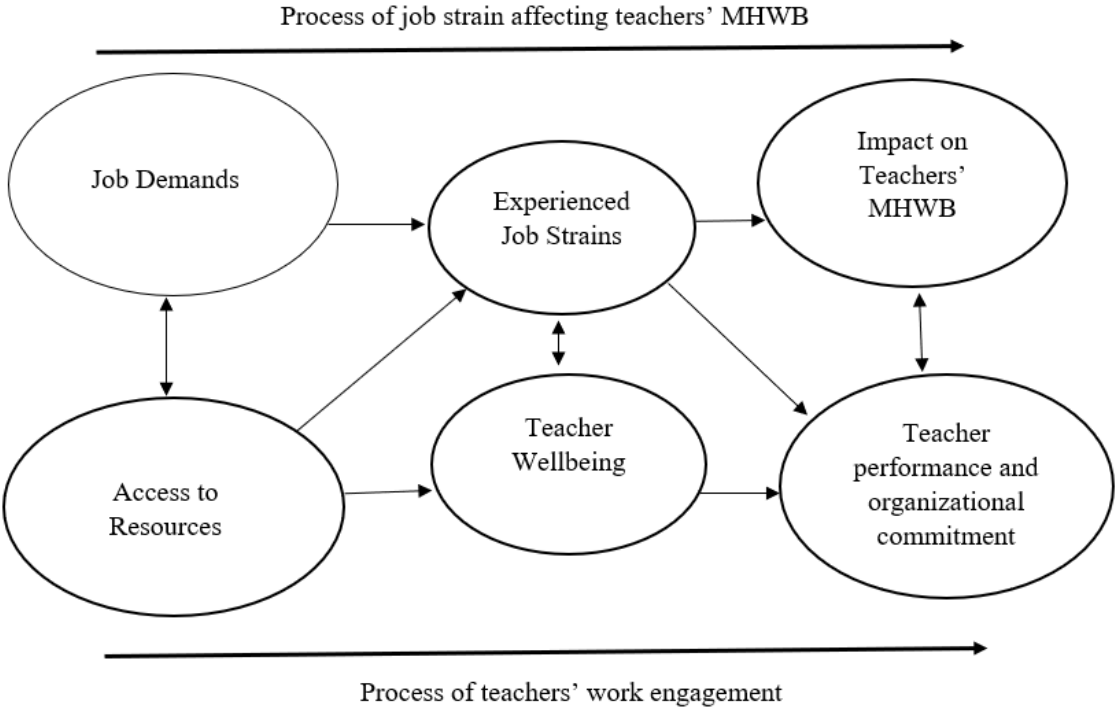 Process of job strain affecting teachers’ MHWB
Job Demands
Experienced
Job Strains
Impact on
Teachers’
MHWB
Access to
Resources
Teacher
Wellbeing
Teacher
performance and
organizational
commitment
Process of teachers’ work engagement